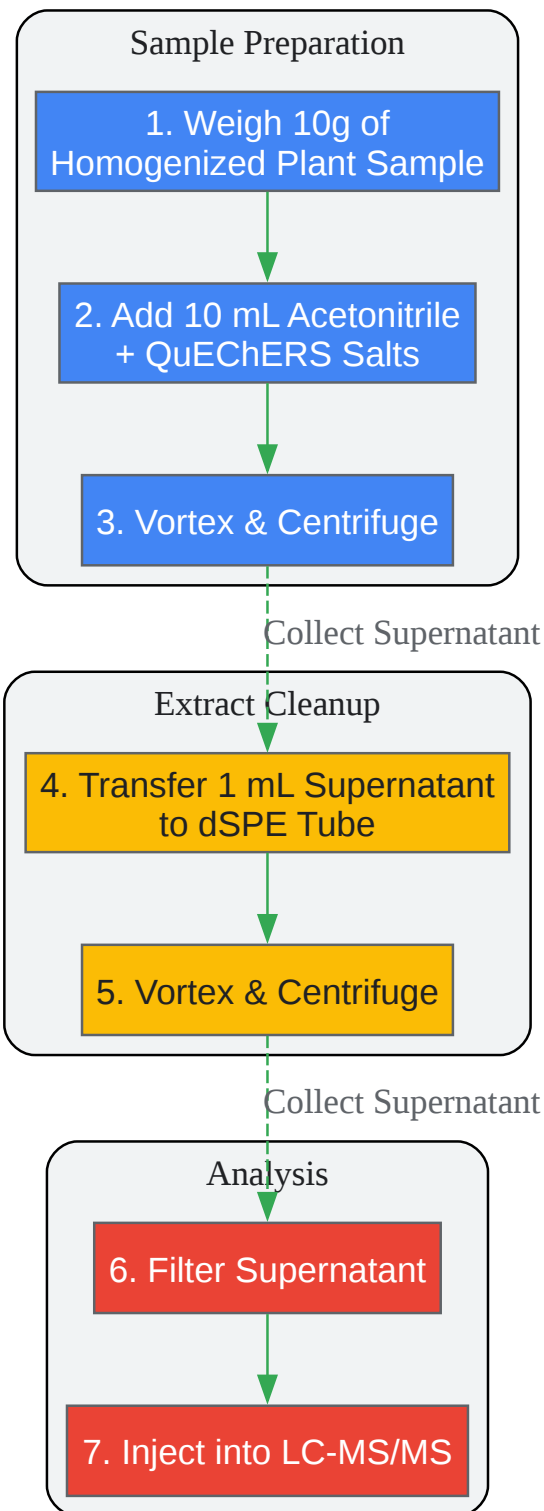 Sample Preparation
1. Weigh 10g of
Homogenized Plant Sample
2. Add 10 mL Acetonitrile
+ QuEChERS Salts
3. Vortex & Centrifuge
Collect Supernatant
Extract Cleanup
4. Transfer 1 mL Supernatant
to dSPE Tube
5. Vortex & Centrifuge
Collect Supernatant
Analysis
6. Filter Supernatant
7. Inject into LC-MS/MS